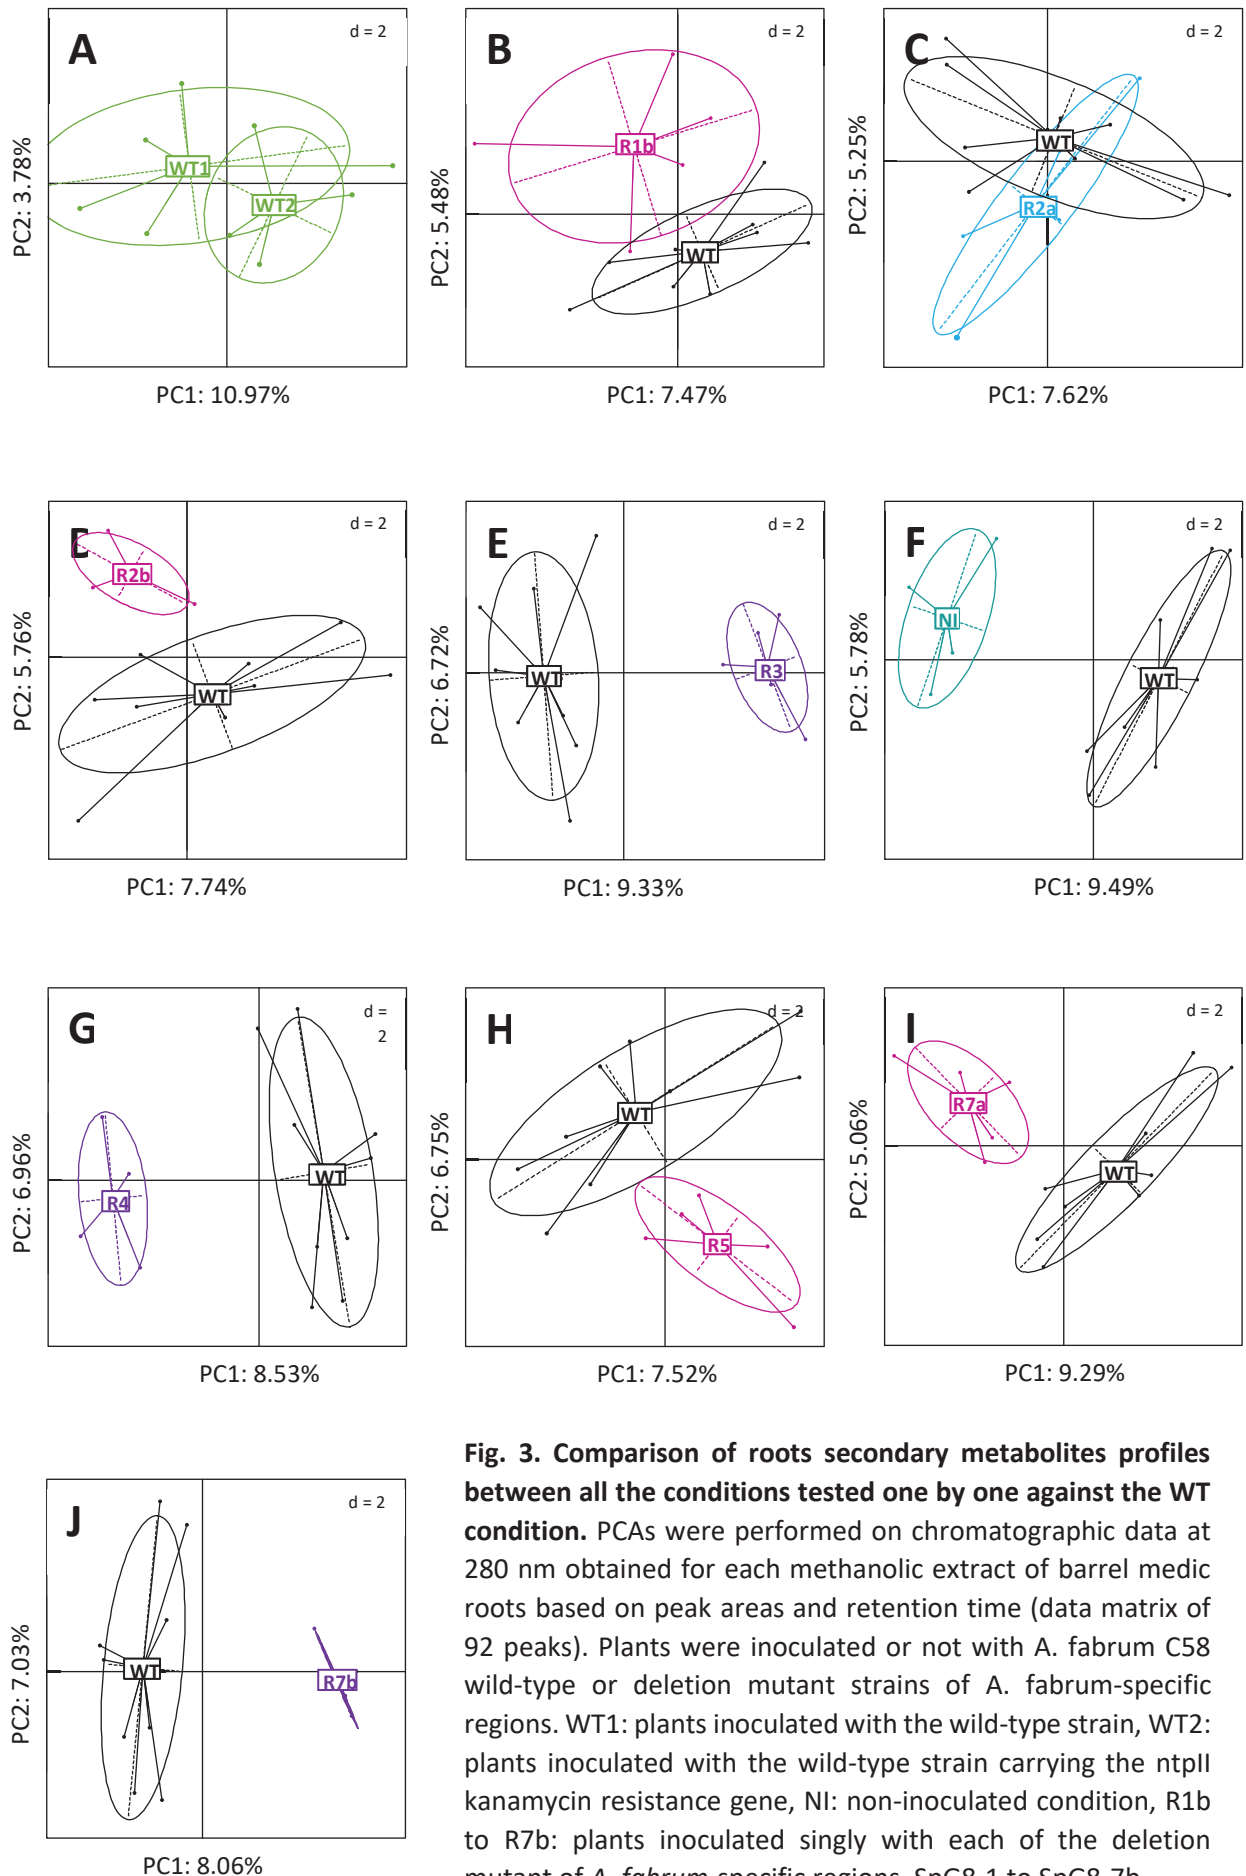 A
d = 2
WT1
WT2
PC2: 3.78%
PC1: 10.97%
B
d = 2
R1b
WT
PC2: 5.48%
PC1: 7.47%
C
d = 2
WT
R2a
PC2: 5.25%
PC1: 7.62%
d = 2
R2b
WT
PC2: 5.76%
PC1: 7.74%
E
d = 2
WT
R3
PC2: 6.72%
PC1: 9.33%
F
d = 2
NI
WT
PC2: 5.78%
PC1: 9.49%
G
d =
2
R4
WT
PC2: 6.96%
PC1: 8.53%
H
d = 2
WT
R5
PC2: 6.75%
PC1: 7.52%
I
d = 2
R7a
WT
PC2: 5.06%
PC1: 9.29%
J
d = 2
WT
R7b
PC2: 7.03%
PC1: 8.06%
Fig. 3. Comparison of roots secondary metabolites profiles
between all the conditions tested one by one against the WT
condition. PCAs were performed on chromatographic data at
280 nm obtained for each methanolic extract of barrel medic
roots based on peak areas and retention time (data matrix of
92 peaks). Plants were inoculated or not with A. fabrum C58
wild-type or deletion mutant strains of A. fabrum-specific
regions. WT1: plants inoculated with the wild-type strain, WT2:
plants inoculated with the wild-type strain carrying the ntpII
kanamycin resistance gene, NI: non-inoculated condition, R1b
to R7b: plants inoculated singly with each of the deletion
mutant of A. fabrum-specific regions, SpG8-1 to SpG8-7b